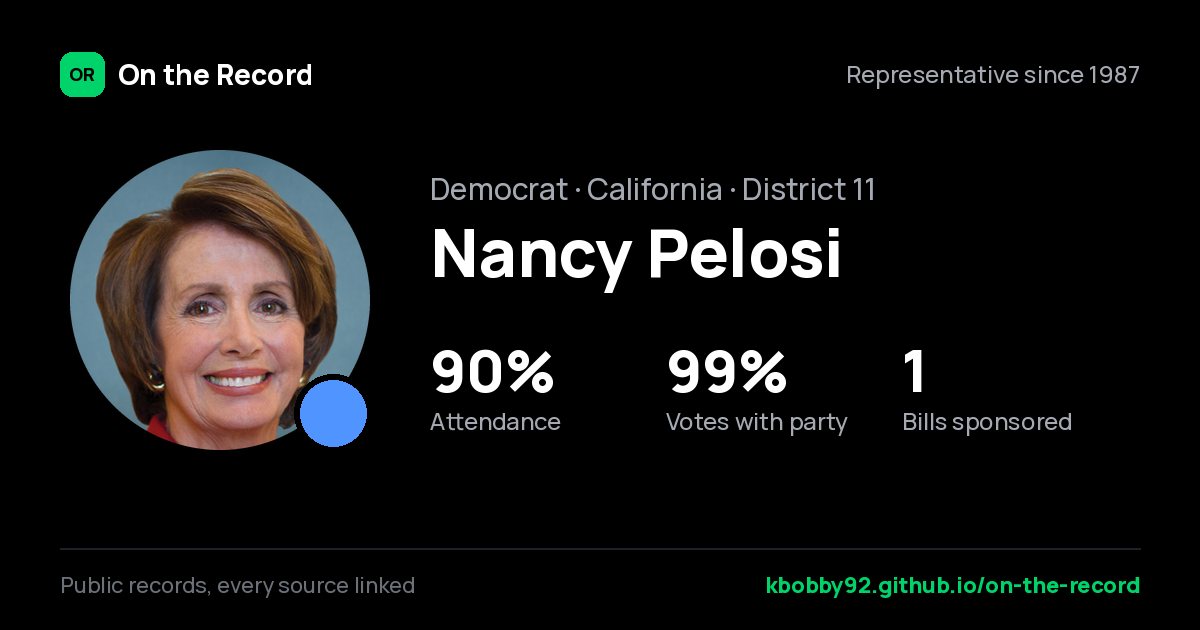 OR On the Record
Representative since 1987
Democrat · California · District 11
Nancy Pelosi
90% 99% 1
Attendance Votes with party Bills sponsored
Public records, every source linked
kbobby92.github.io/on-the-record